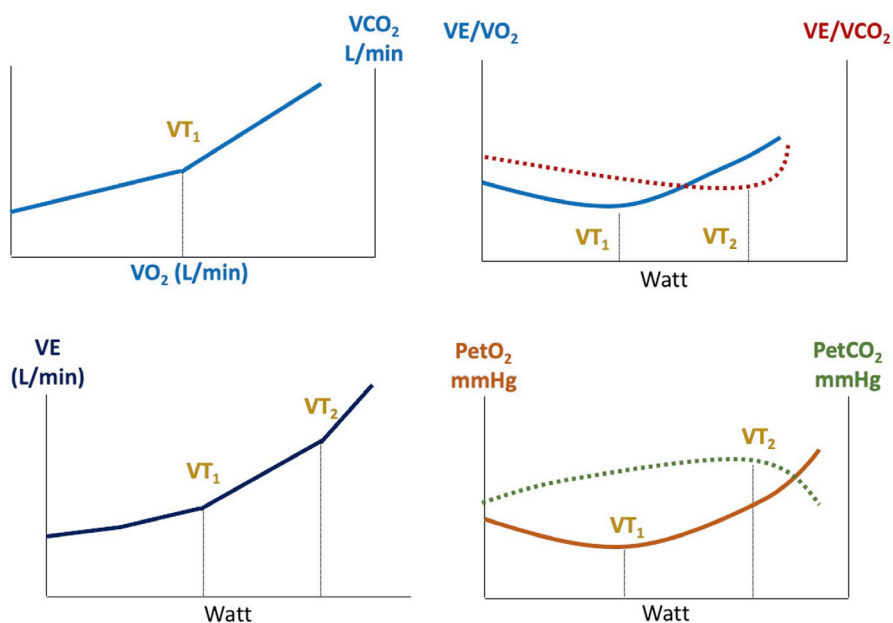 VCO₂
L/min
VT₁
VO₂ (L/min)
VE/VO₂
VE/VCO₂
VT₁
VT₂
Watt
VE
(L/min)
VT₂
VT₁
Watt
PetO₂
mmHg
PetCO₂
mmHg
VT₂
VT₁
Watt